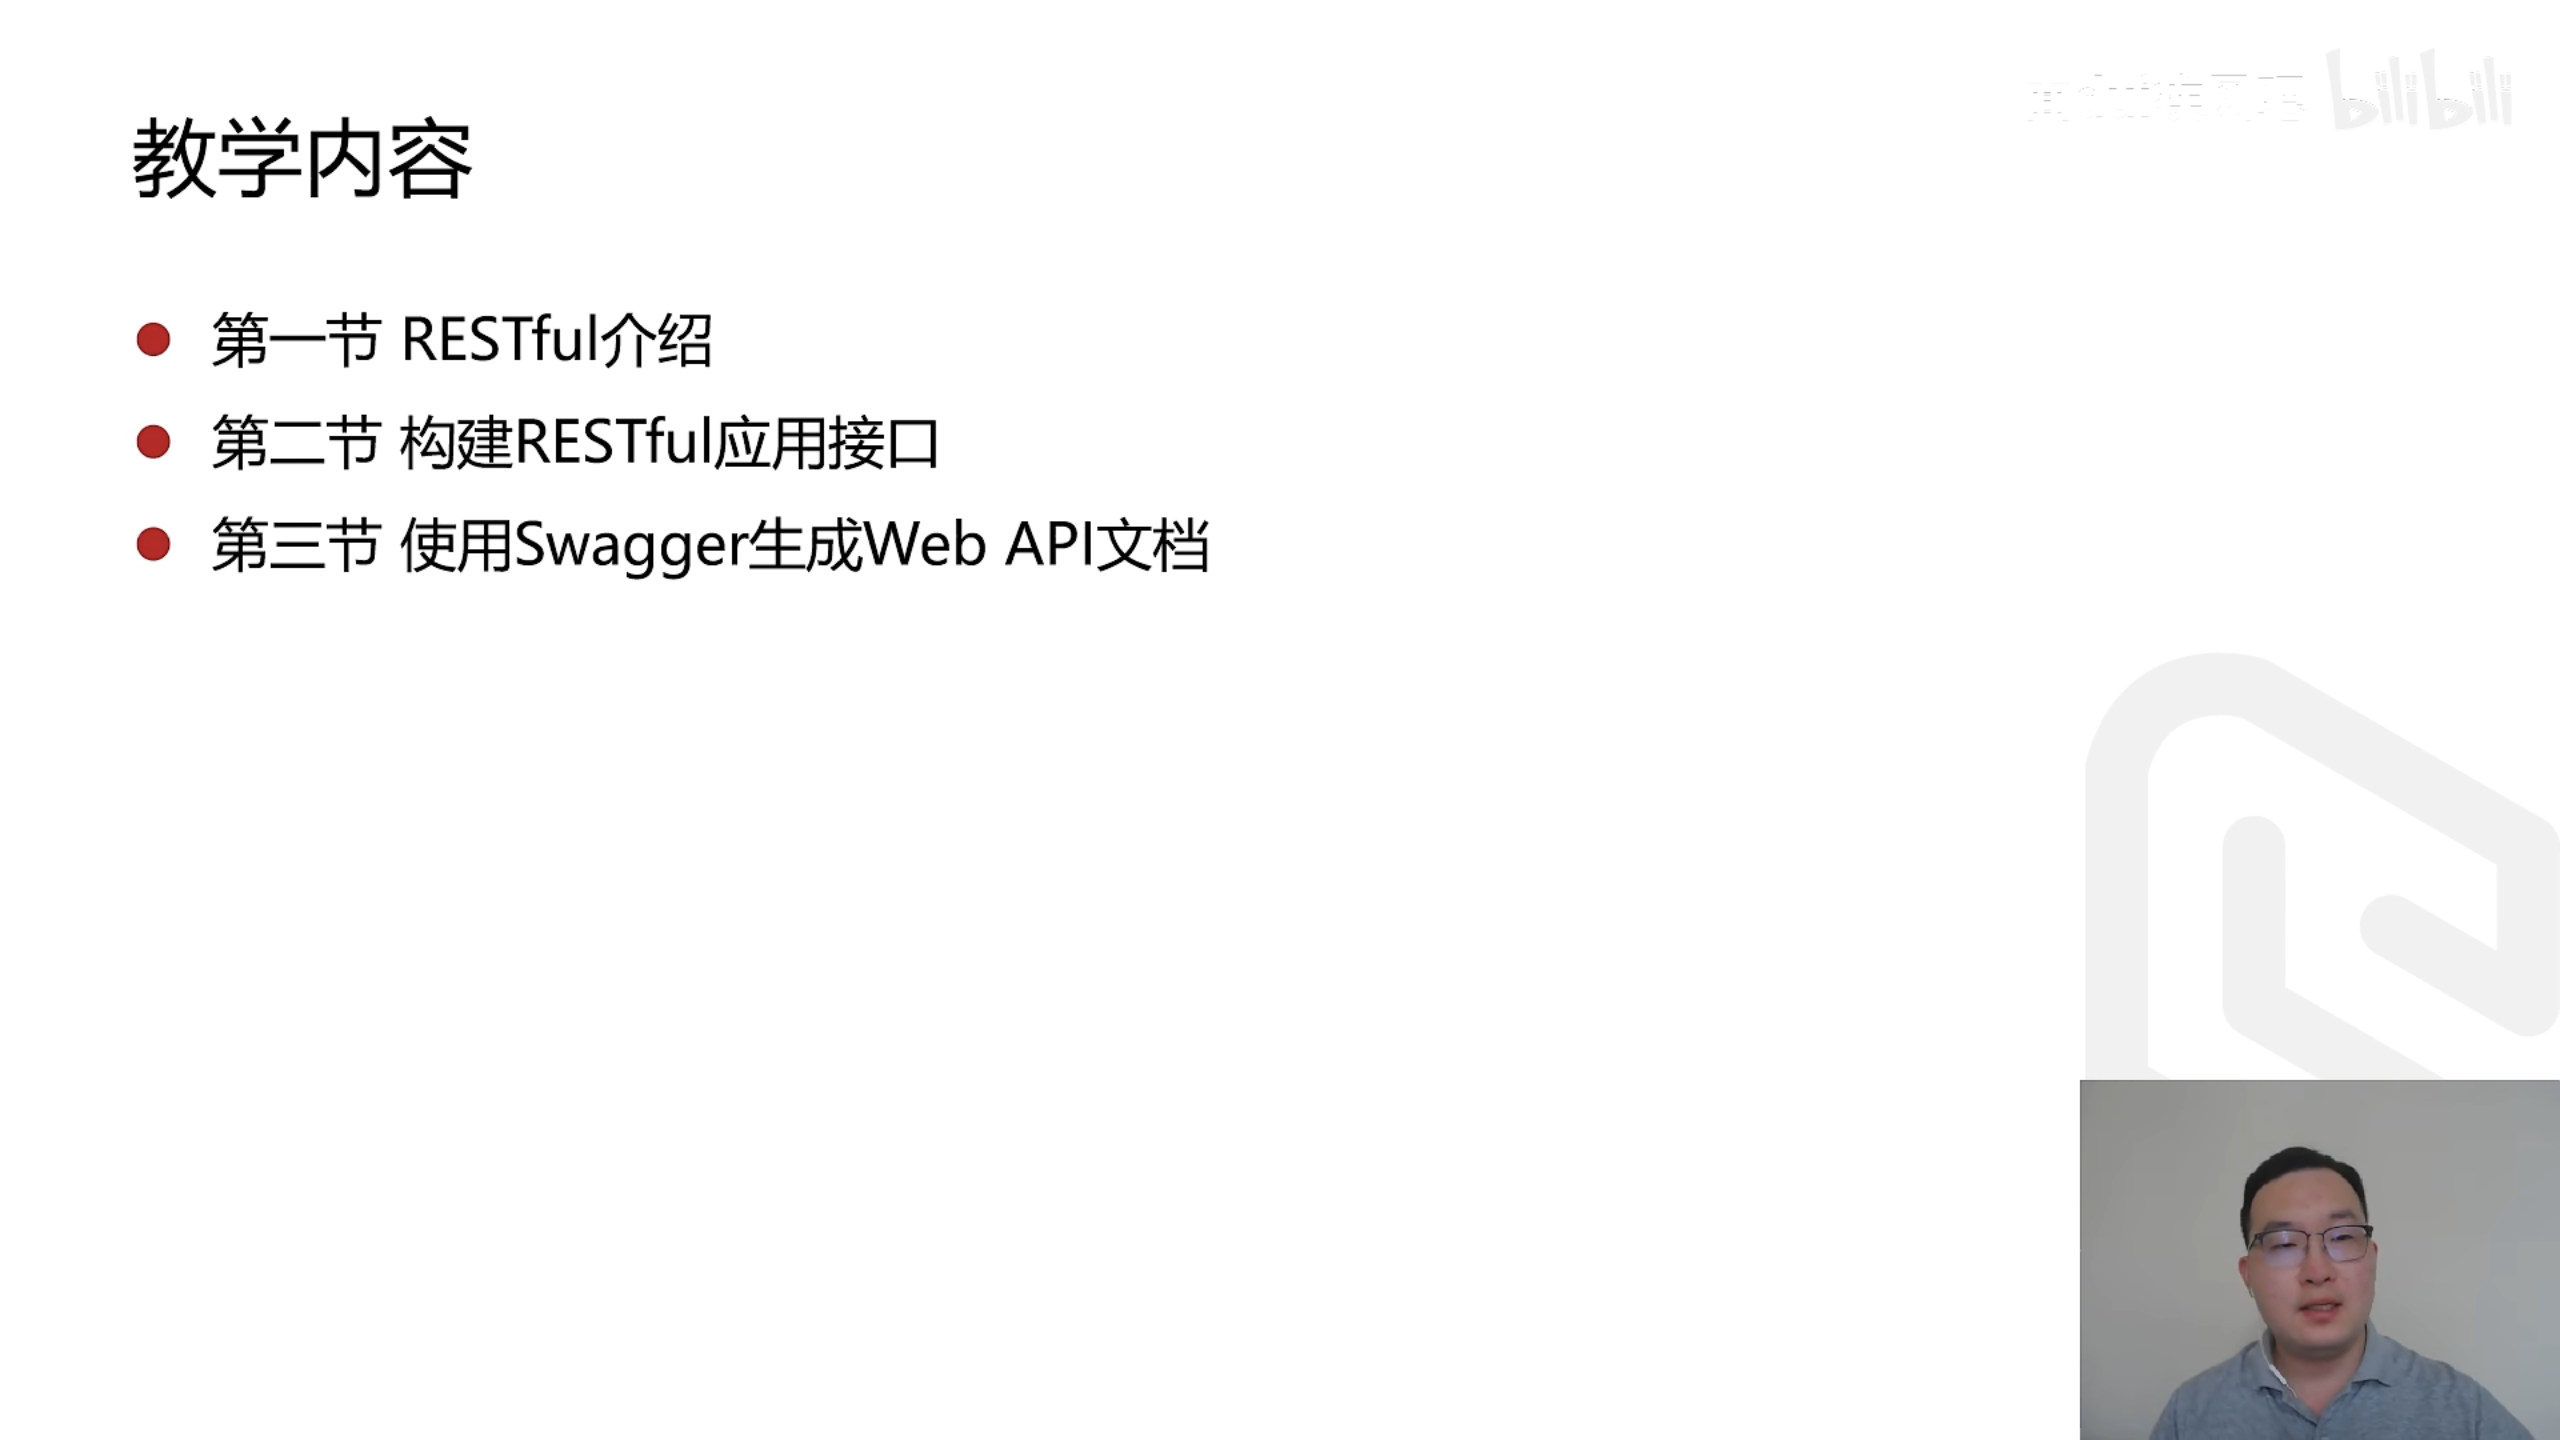 bilibili
教学内容
第一节 RESTful介绍
第二节 构建RESTful应用接口
第三节 使用Swagger生成Web API文档